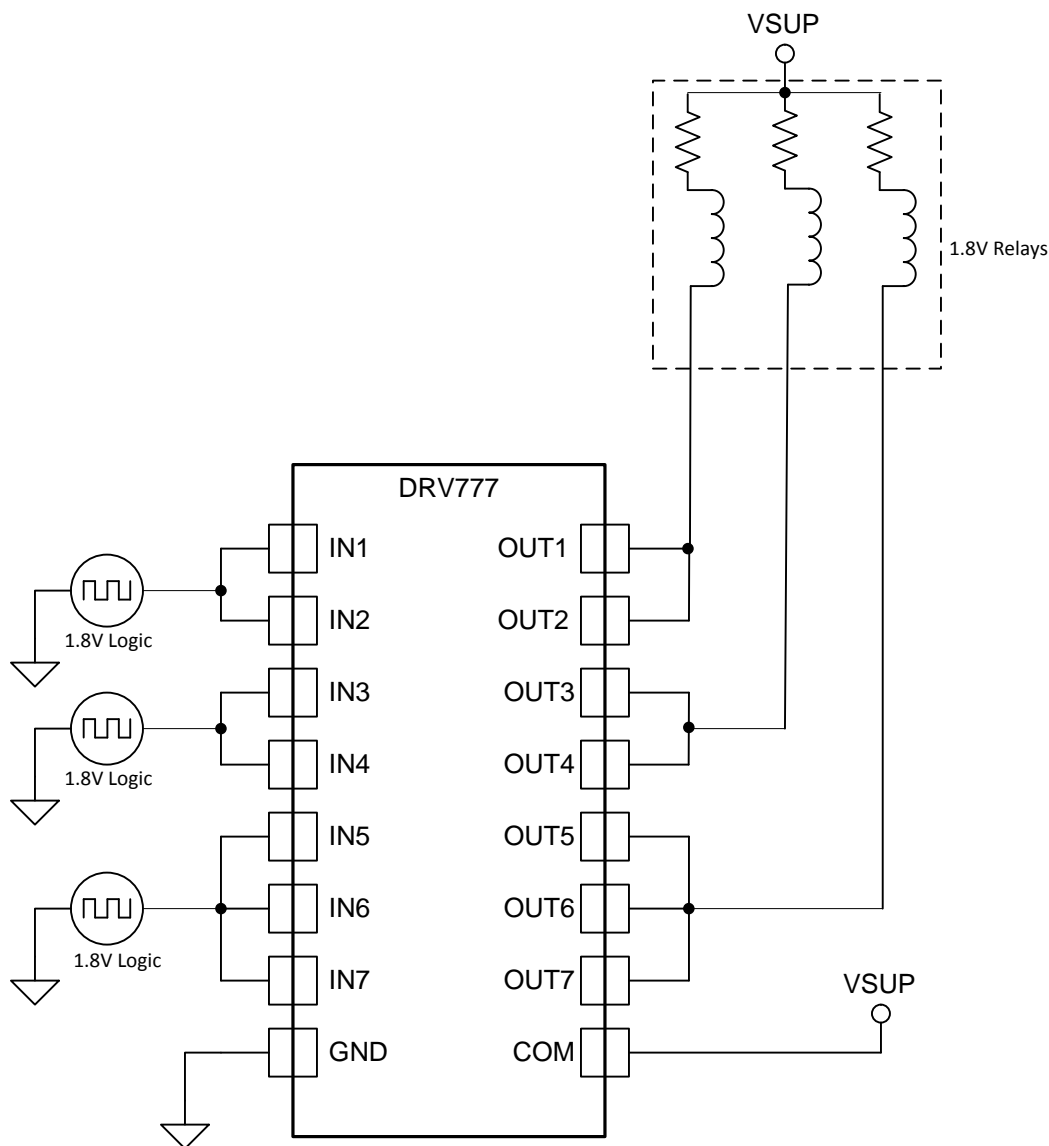 VSUP
1.8V Relays
DRV777
IN1
OUT1
IN2
OUT2
1.8V Logic
IN3
OUT3
IN4
OUT4
1.8V Logic
IN5
OUT5
IN6
OUT6
1.8V Logic
IN7
OUT7
VSUP
GND
COM